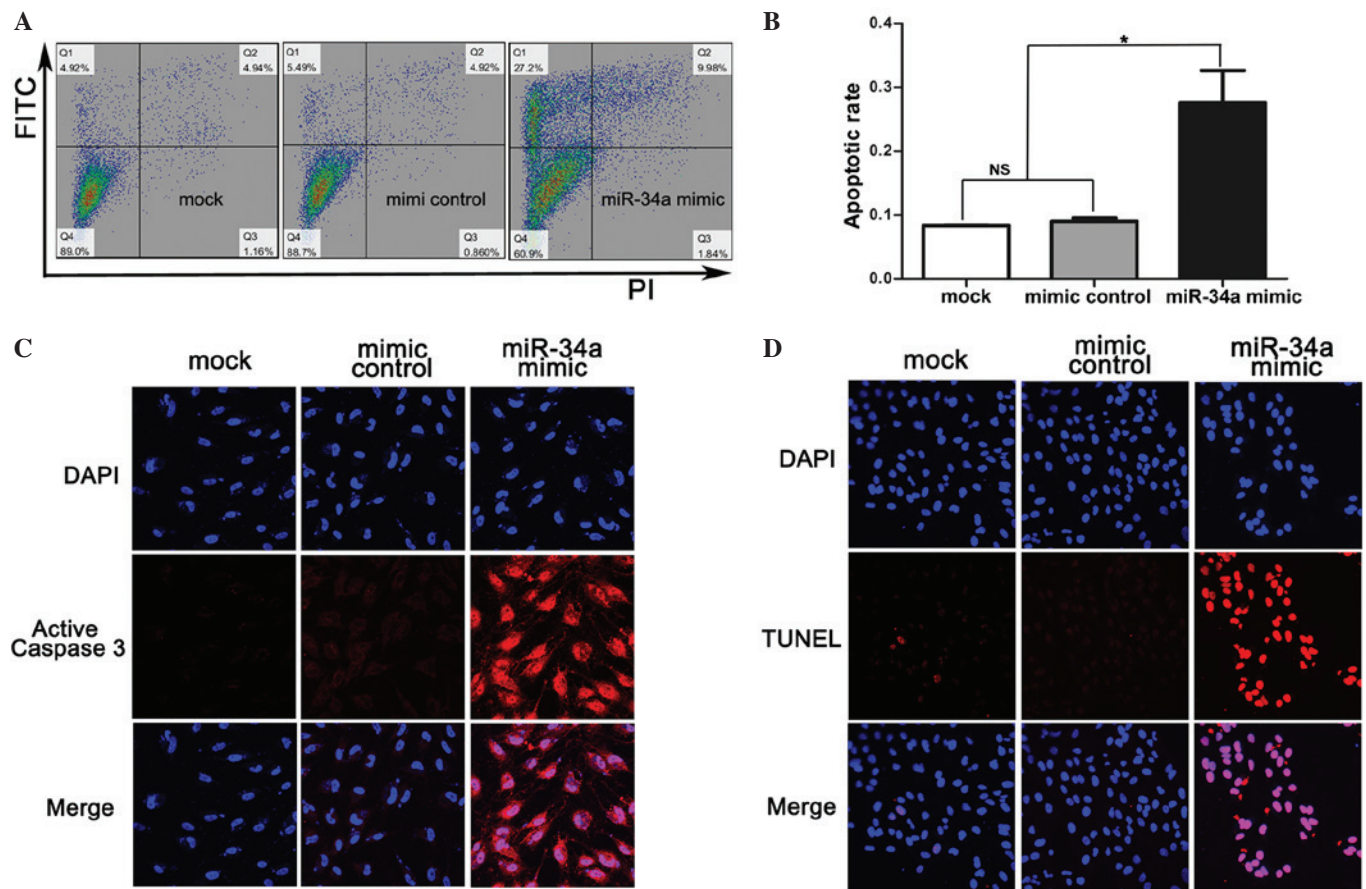 A
FITC
Q1
4.92%
Q2
4.94%
mock
Q4
89.0%
Q3
1.16%
Q1
5.49%
Q2
4.92%
mimi control
Q4
88.7%
Q3
0.860%
Q1
27.2%
Q2
9.98%
miR-34a mimic
Q4
60.9%
Q3
1.84%
PI
B
Apoptotic rate
0.4
0.3
0.2
0.1
0.0
NS
*
mock
mimic control
miR-34a mimic
C
mock
mimic
control
miR-34a
mimic
DAPI
Active
Caspase 3
Merge
D
mock
mimic
control
miR-34a
mimic
DAPI
TUNEL
Merge